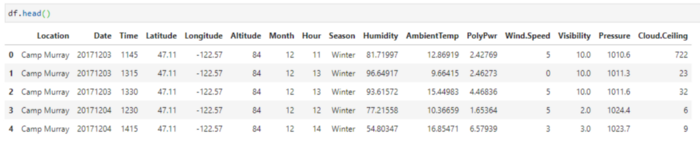 df.head()
Location Date Time Latitude Longitude Altitude Month Hour Season Humidity AmbientTemp PolyPwr Wind.Speed Visibility Pressure Cloud.Ceiling
0 Camp Murray 20171203 1145 47.11 -122.57 84 12 11 Winter 81.71997 12.86919 2.42769 5 10.0 1010.6 722
1 Camp Murray 20171203 1315 47.11 -122.57 84 12 13 Winter 96.64917 9.66415 2.46273 0 10.0 1011.3 23
2 Camp Murray 20171203 1330 47.11 -122.57 84 12 13 Winter 93.61572 15.44983 4.46836 5 10.0 1011.6 32
3 Camp Murray 20171204 1230 47.11 -122.57 84 12 12 Winter 77.21558 10.36659 1.65364 5 2.0 1024.4 6
4 Camp Murray 20171204 1415 47.11 -122.57 84 12 14 Winter 54.80347 16.85471 6.57939 3 3.0 1023.7 9